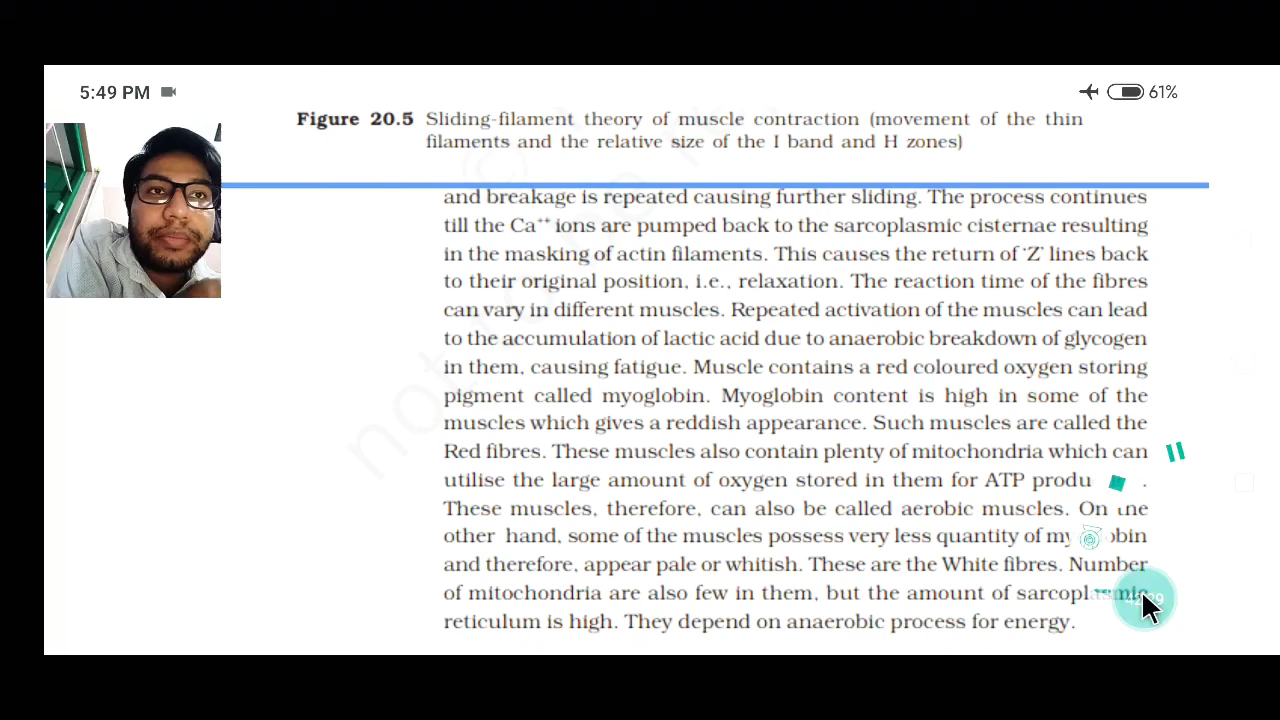 5:49 PM 61%
Figure 20.5 Sliding-filament theory of muscle contraction (movement of the thin
filaments and the relative size of the I band and H zones)
and breakage is repeated causing further sliding. The process continues
till the Ca⁺⁺ ions are pumped back to the sarcoplasmic cisternae resulting
in the masking of actin filaments. This causes the return of ‘Z’ lines back
to their original position, i.e., relaxation. The reaction time of the fibres
can vary in different muscles. Repeated activation of the muscles can lead
to the accumulation of lactic acid due to anaerobic breakdown of glycogen
in them, causing fatigue. Muscle contains a red coloured oxygen storing
pigment called myoglobin. Myoglobin content is high in some of the
muscles which gives a reddish appearance. Such muscles are called the
Red fibres. These muscles also contain plenty of mitochondria which can
utilise the large amount of oxygen stored in them for ATP produ .
These muscles, therefore, can also be called aerobic muscles. On the
other hand, some of the muscles possess very less quantity of my obin
and therefore, appear pale or whitish. These are the White fibres. Number
of mitochondria are also few in them, but the amount of sarcoplasmic
reticulum is high. They depend on anaerobic process for energy.